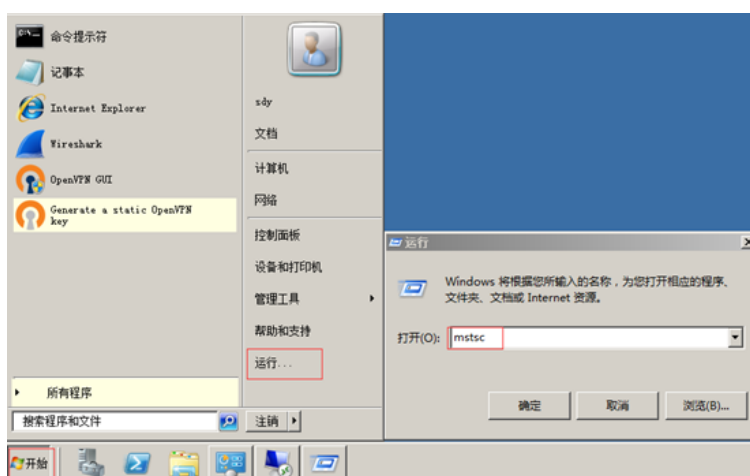 命令提示符
记事本
Internet Explorer
Wireshark
OpenVPN GUI
Generate a static OpenVPN
key
所有程序
搜索程序和文件
sdy
文档
计算机
网络
控制面板
设备和打印机
管理工具
帮助和支持
运行...
注销
运行
Windows 将根据您所输入的名称，为您打开相应的程序、
文件夹、文档或 Internet 资源。
打开(O): mstsc
确定 取消 浏览(B)...
开始